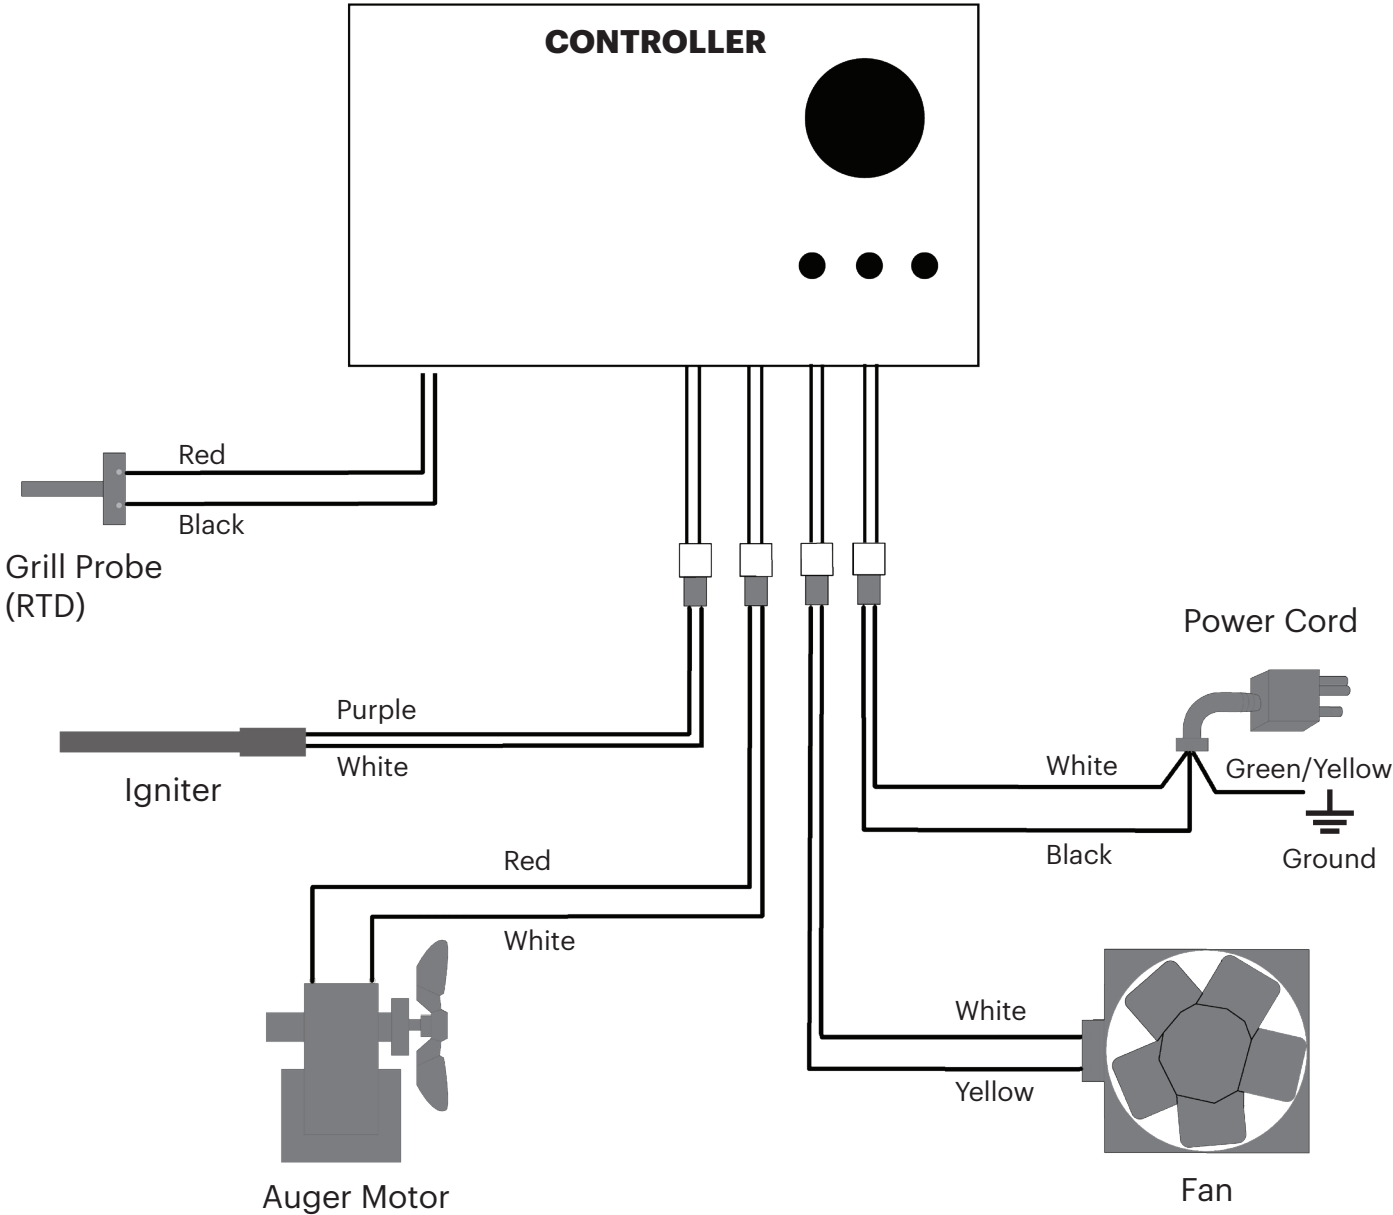 CONTROLLER
Red
Black
Grill Probe
(RTD)
Power Cord
Purple
White
Igniter
White
Green/Yellow
Black
Ground
Red
White
White
Yellow
Auger Motor
Fan